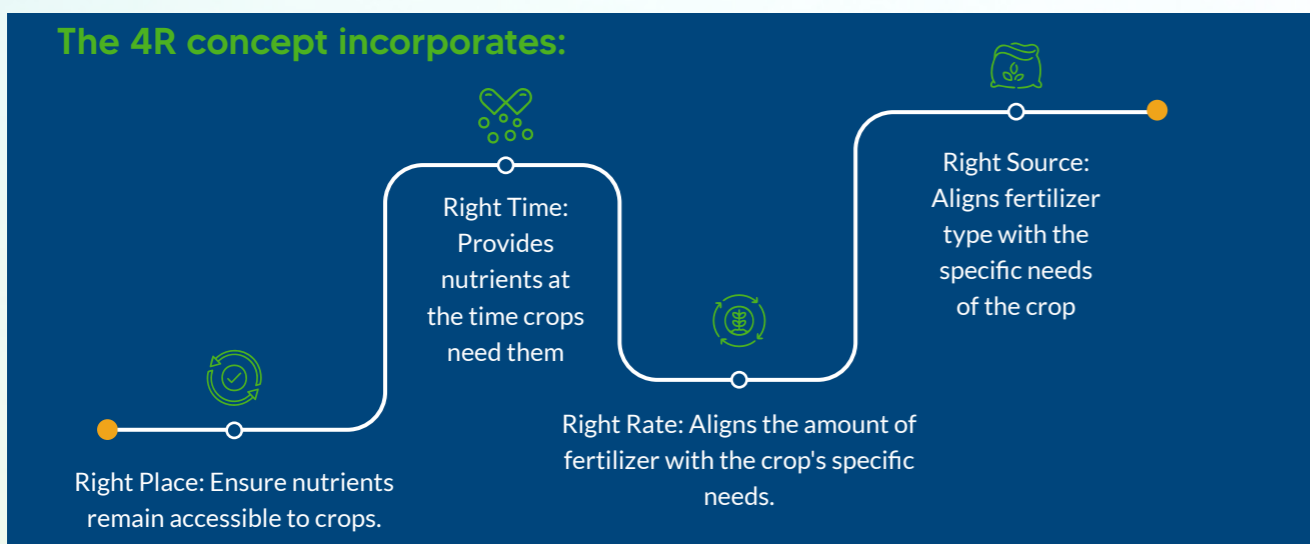 The 4R concept incorporates:
Right Place: Ensure nutrients
remain accessible to crops.
Right Time:
Provides
nutrients at
the time crops
need them
Right Rate: Aligns the amount of
fertilizer with the crop's specific
needs.
Right Source:
Aligns fertilizer
type with the
specific needs
of the crop